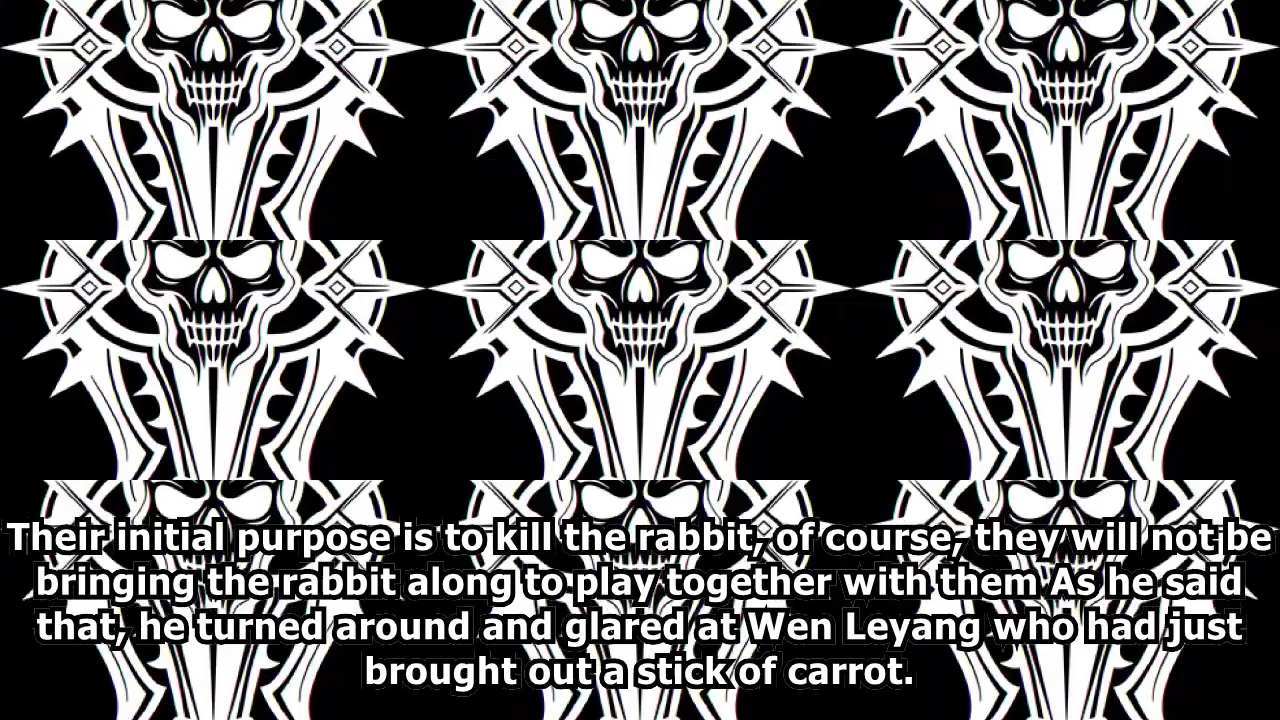 Their initial purpose is to kill the rabbit, of course, they will not be
bringing the rabbit along to play together with them As he said
that, he turned around and glared at Wen Leyang who had just
brought out a stick of carrot.